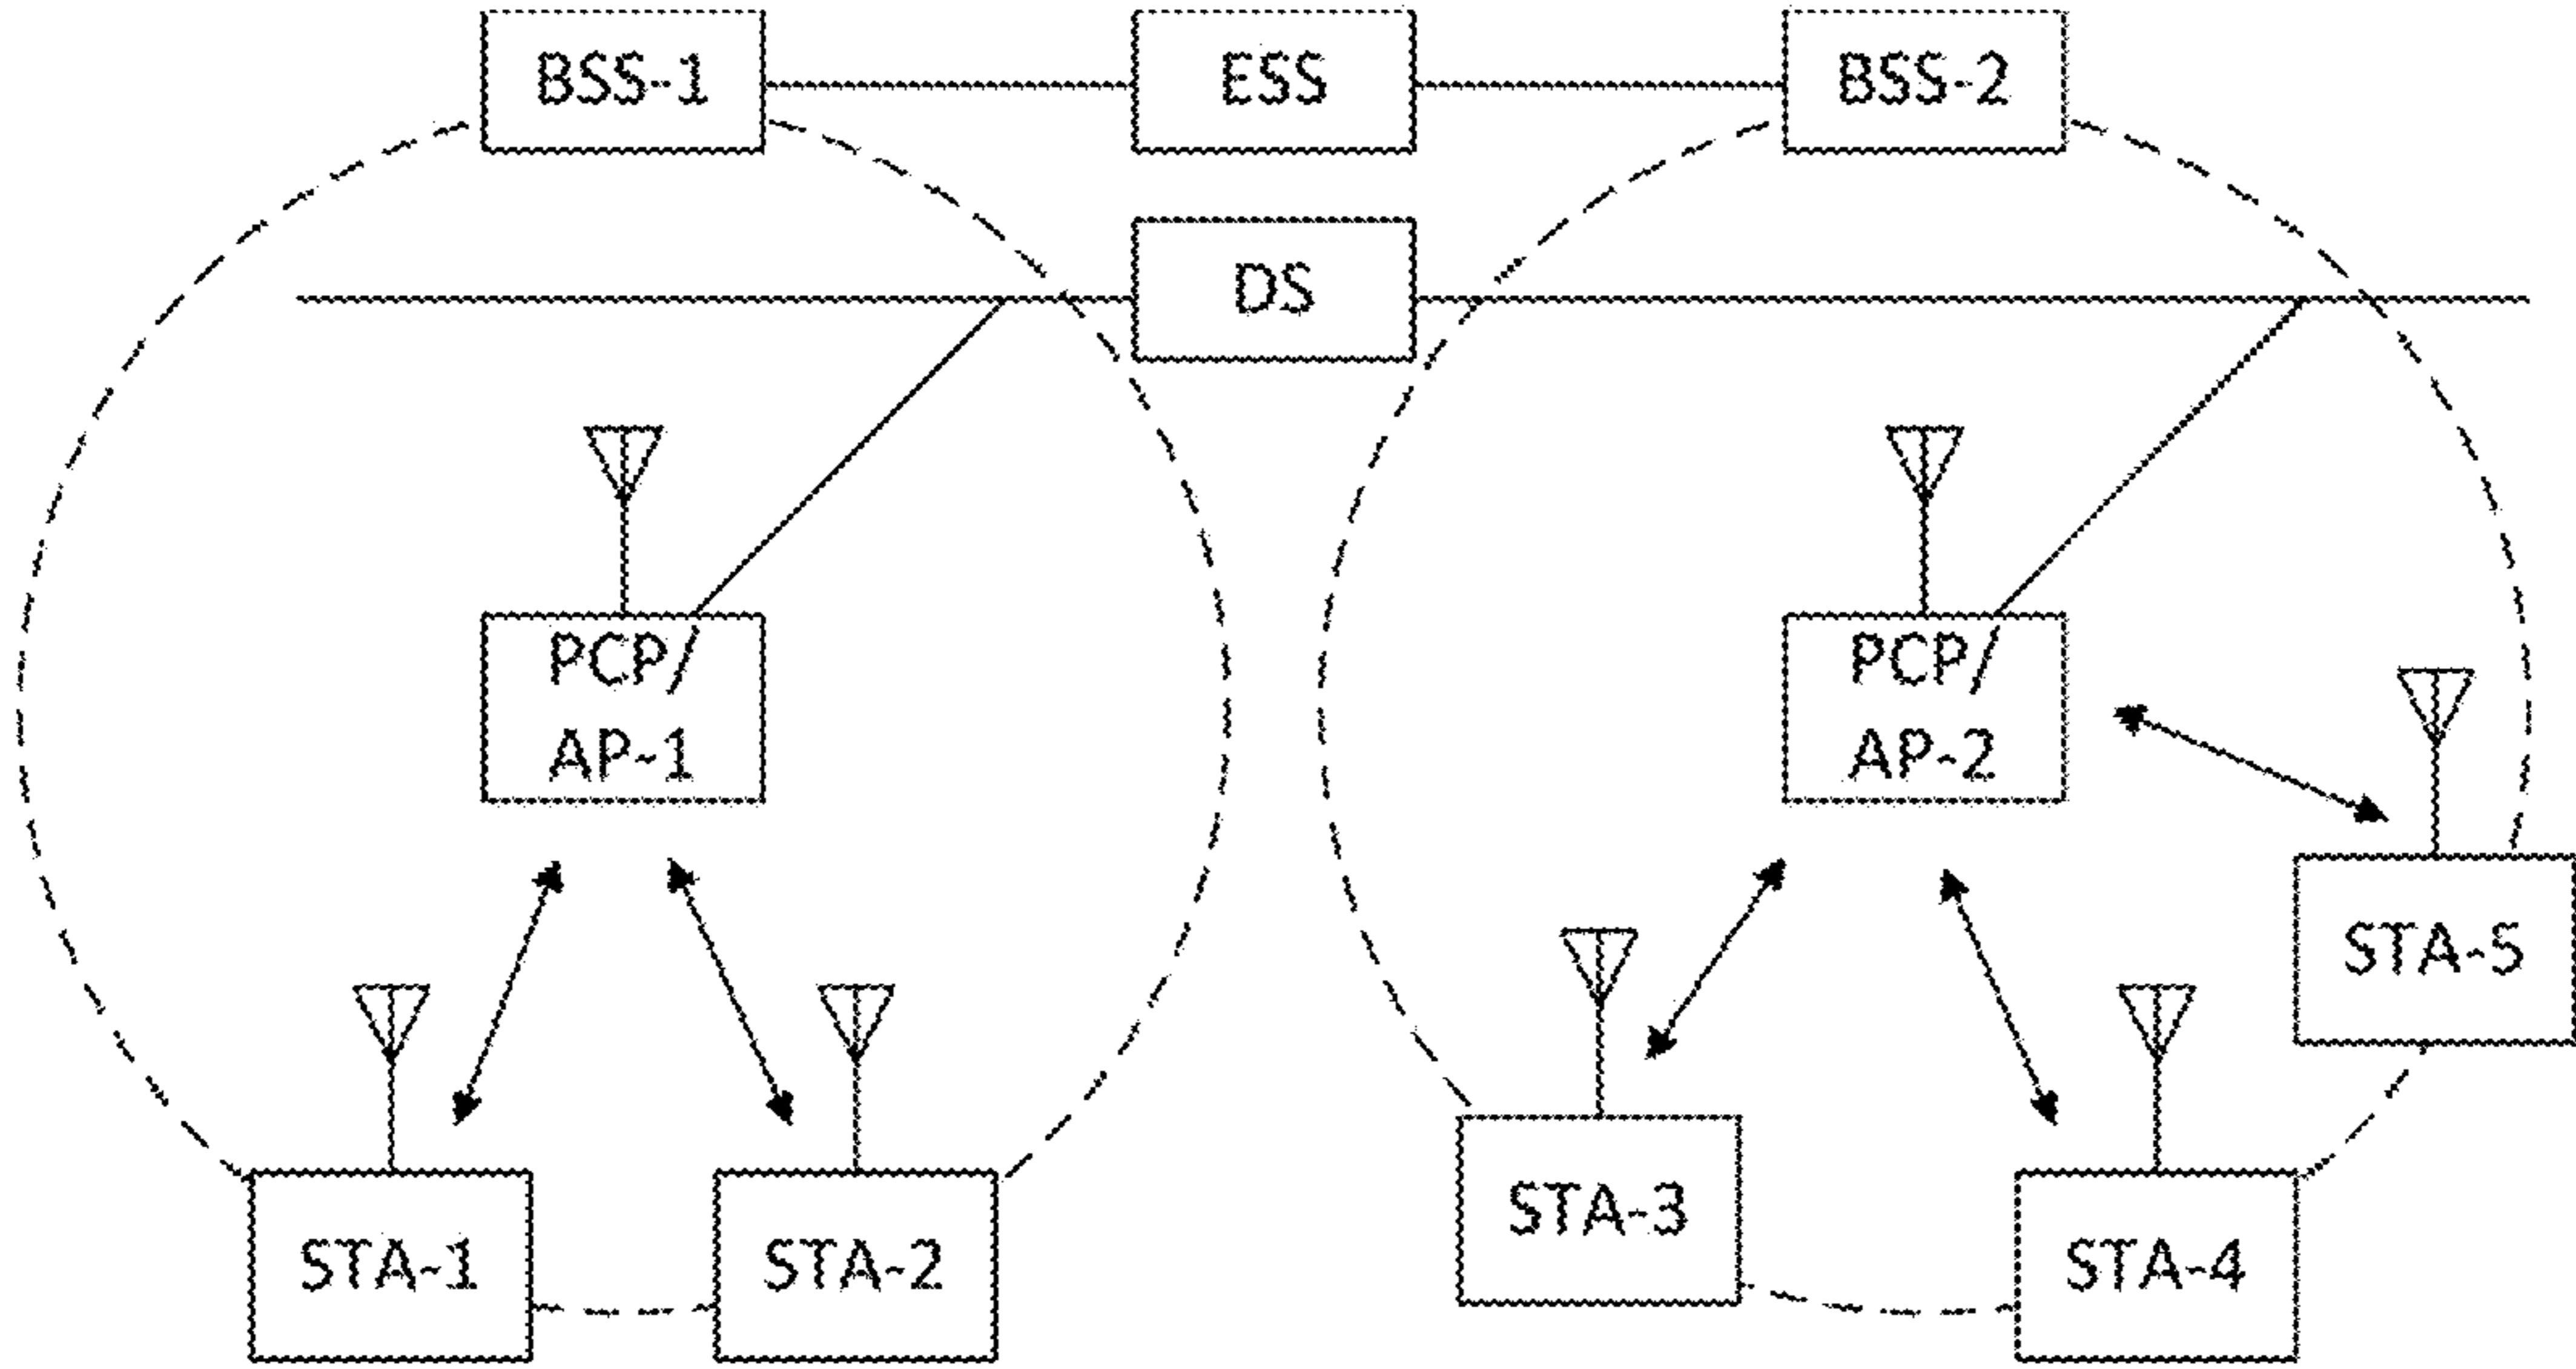 BSS-1
ESS
BSS-2
DS
PCP/
AP-1
PCP/
AP-2
STA-5
STA-3
STA-4
STA-1
STA-2